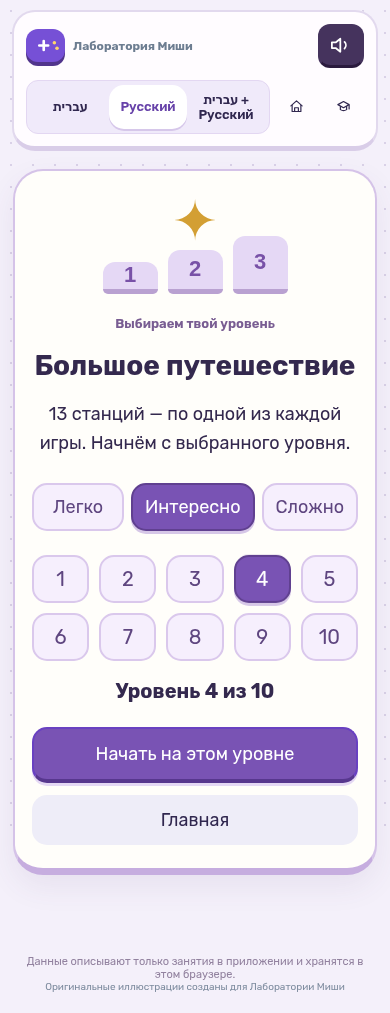 Лаборатория Миши
עברית
Русский
עברית +
Русский
1
2
3
Выбираем твой уровень
Большое путешествие
13 станций — по одной из каждой
игры. Начнём с выбранного уровня.
Легко
Интересно
Сложно
1
2
3
4
5
6
7
8
9
10
Уровень 4 из 10
Начать на этом уровне
Главная
Данные описывают только занятия в приложении и хранятся в
этом браузере.
Оригинальные иллюстрации созданы для Лаборатории Миши